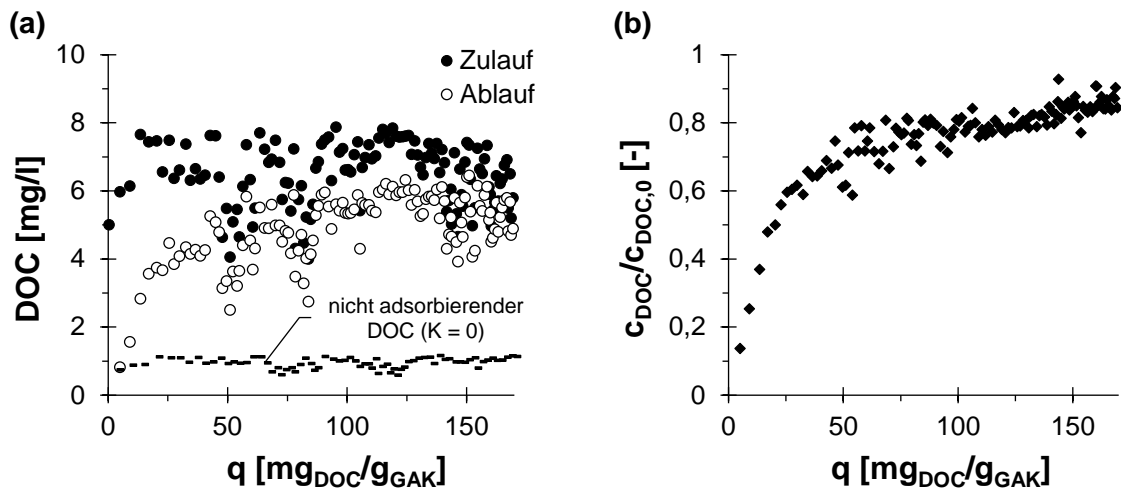 (a)
DOC [mg/l]
10
8
6
4
2
0
Zulauf
Ablauf
nicht adsorbierender
DOC (K = 0)
0
50
100
150
q [mgDOC/gGAK]
(b)
cDOC/cDOC,0 [-]
1
0,8
0,6
0,4
0,2
0
0
50
100
150
q [mgDOC/gGAK]